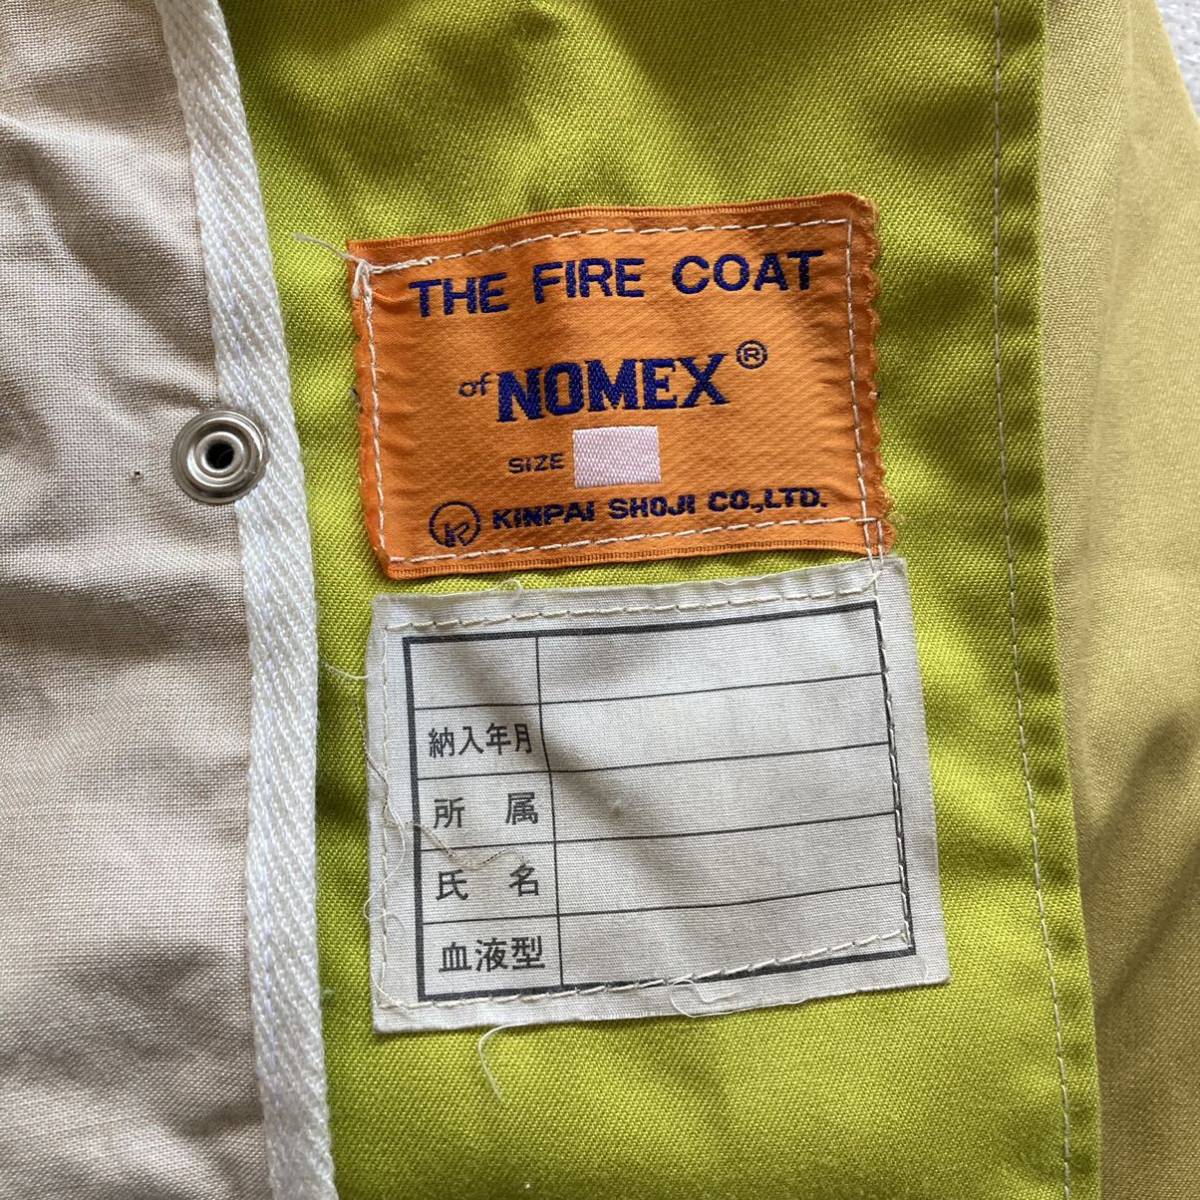 THE FIRE COAT
of NOMEX®
SIZE
K KINPAI SHOJI CO.,LTD.
納入年月
所属
氏名
血液型